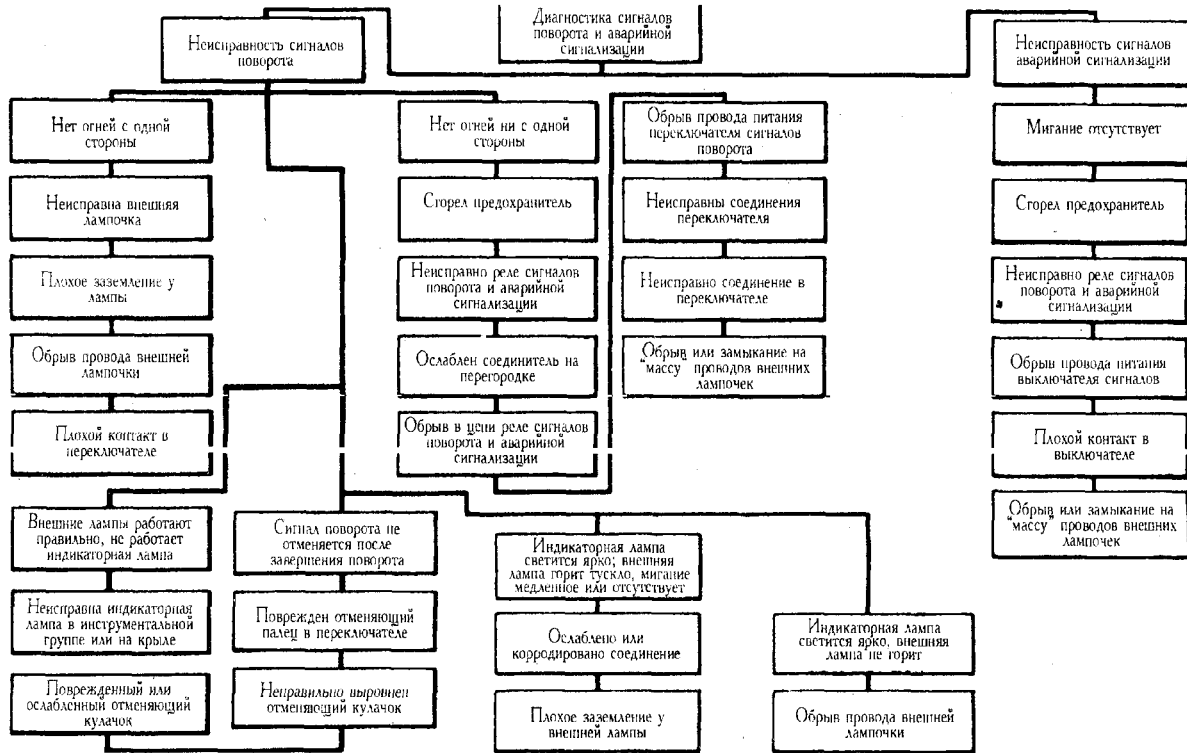 Диагностика сигналов
поворота и аварийной
сигнализации
Неисправность сигналов
поворота
Нет огней с одной
стороны
Неисправна внешняя
лампочка
Плохое заземление у
лампы
Обрыв провода внешней
лампочки
Плохой контакт в
переключателе
Нет огней ни с одной
стороны
Сгорел предохранитель
Неисправно реле сигналов
поворота и аварийной
сигнализации
Ослаблен соединитель на
перегородке
Обрыв в цепи реле сигналов
поворота и аварийной
сигнализации
Обрыв провода питания
переключателя сигналов
поворота
Неисправны соединения
переключателя
Неисправно соединение в
переключателе
Обрыв или замыкание на
"массу" проводов внешних
лампочек
Внешние лампы работают
правильно, не работает
индикаторная лампа
Неисправна индикаторная
лампа в инструментальной
группе или на крыле
Сигнал поворота не
отменяется после
завершения поворота
Поврежден отменяющий
палец в переключателе
Неправильно выровнен
отменяющий кулачок
Поврежденный или
ослабленный отменяющий
кулачок
Индикаторная лампа
светится ярко; внешняя
лампа горит тускло, мигание
медленное или отсутствует
Ослаблено или
корродировано соединение
Плохое заземление у
внешней лампы
Индикаторная лампа
светится ярко, внешняя
лампа не горит
Обрыв провода внешней
лампочки
Неисправность сигналов
аварийной сигнализации
Мигание отсутствует
Сгорел предохранитель
Неисправно реле сигналов
поворота и аварийной
сигнализации
Обрыв провода питания
выключателя сигналов
Плохой контакт в
выключателе
Обрыв или замыкание на
"массу" проводов внешних
лампочек